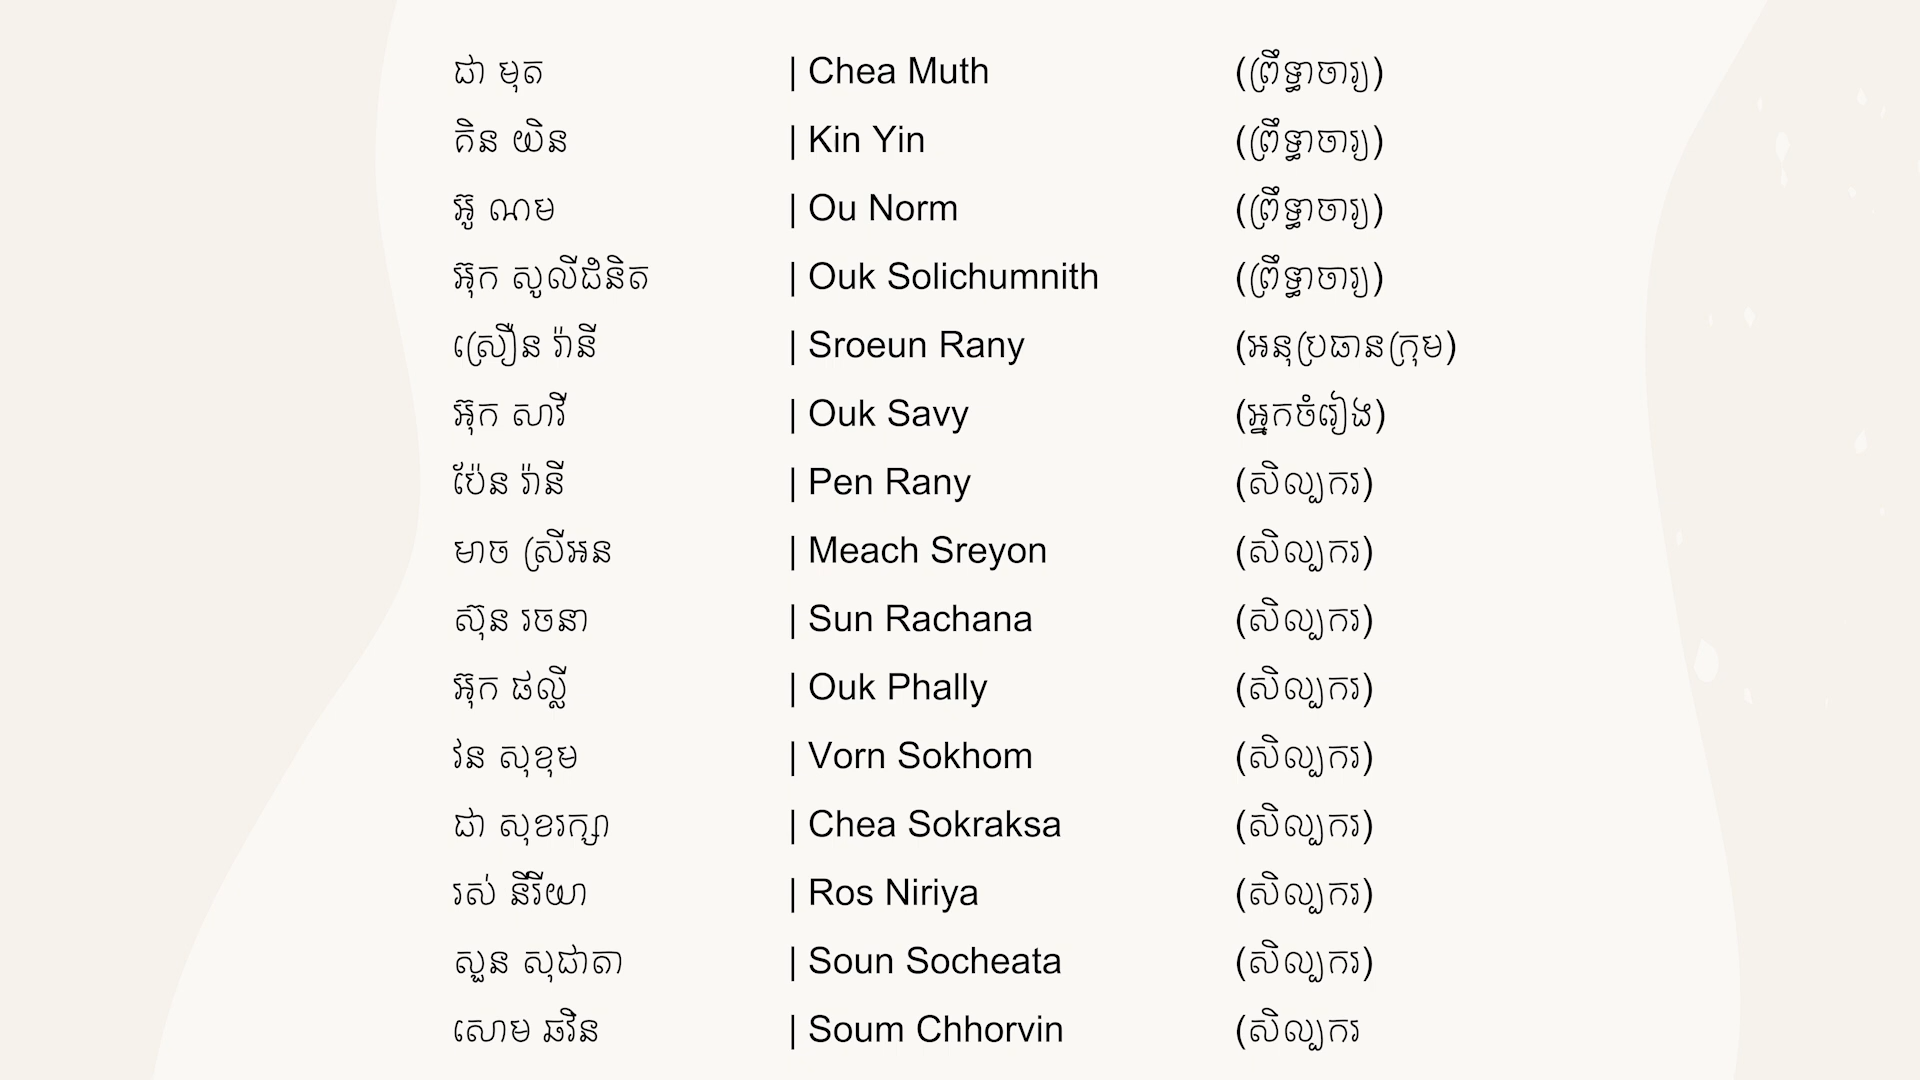 ជា មុត | Chea Muth (ព្រឹទ្ធាចារ្យ)
គិន យិន | Kin Yin (ព្រឹទ្ធាចារ្យ)
អ៊ូ ណម | Ou Norm (ព្រឹទ្ធាចារ្យ)
អ៊ុក សូលីជំនិត | Ouk Solichumnith (ព្រឹទ្ធាចារ្យ)
ស្រឿន រ៉ានី | Sroeun Rany (អនុប្រធានក្រុម)
អ៊ុក សាវី | Ouk Savy (អ្នកចំរៀង)
ប៉ែន រ៉ានី | Pen Rany (សិល្បករ)
មាច ស្រីអន | Meach Sreyon (សិល្បករ)
ស៊ុន រចនា | Sun Rachana (សិល្បករ)
អ៊ុក ផល្លី | Ouk Phally (សិល្បករ)
វន សុខុម | Vorn Sokhom (សិល្បករ)
ជា សុខរក្សា | Chea Sokraksa (សិល្បករ)
រស់ នីរីយា | Ros Niriya (សិល្បករ)
សួន សុជាតា | Soun Socheata (សិល្បករ)
សោម ឆវិន | Soum Chhorvin (សិល្បករ